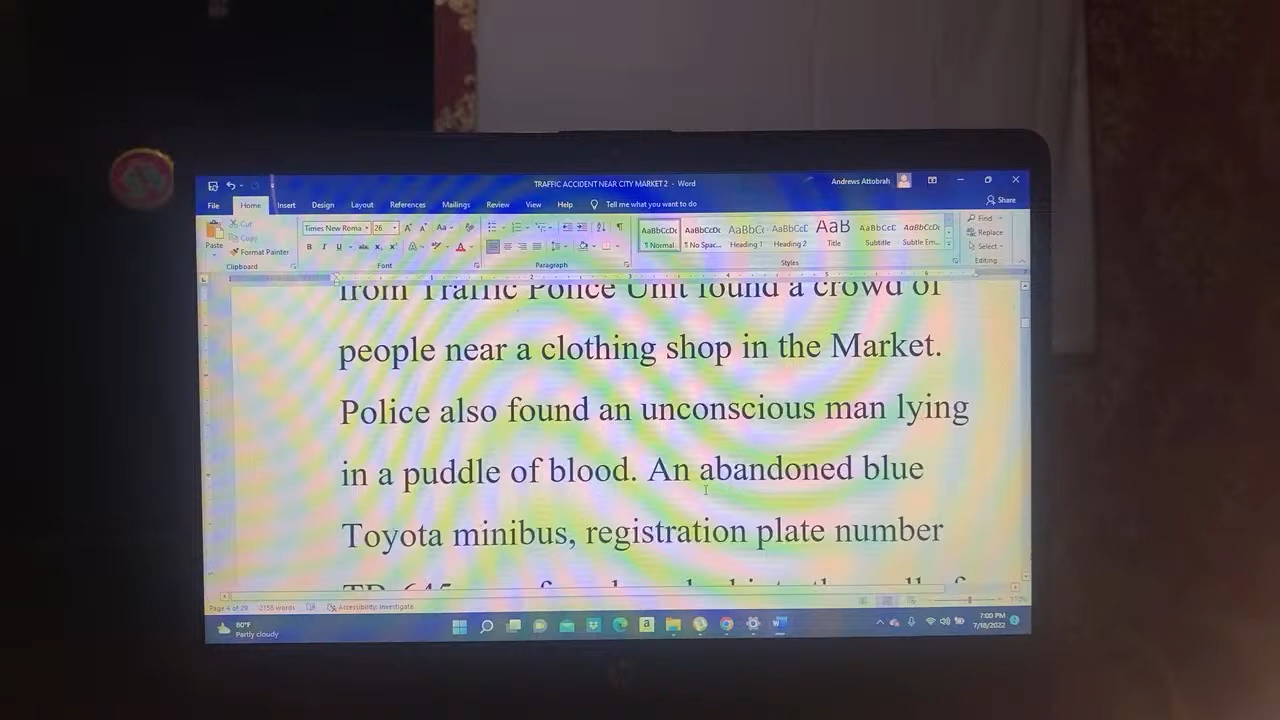 TRAFFIC ACCIDENT NEAR CITY MARKET 2 - Word
Andrews Attobrah
File Home Insert Design Layout References Mailings Review View Help Tell me what you want to do
Share
Paste
Cut
Copy
Format Painter
Clipboard
Times New Roma 26
Font
Paragraph
AaBbCcDc AaBbCcDc AaBbCc AaBbCcC AaB AaBbCcC AaBbCcDc
¶ Normal ¶ No Spac... Heading 1 Heading 2 Title Subtitle Subtle Em...
Styles
Find
Replace
Select
Editing
from Traffic Police Unit found a crowd of
people near a clothing shop in the Market.
Police also found an unconscious man lying
in a puddle of blood. An abandoned blue
Toyota minibus, registration plate number
Page 4 of 29 2158 words Accessibility: Investigate
80°F
Partly cloudy
7:00 PM
7/18/2022